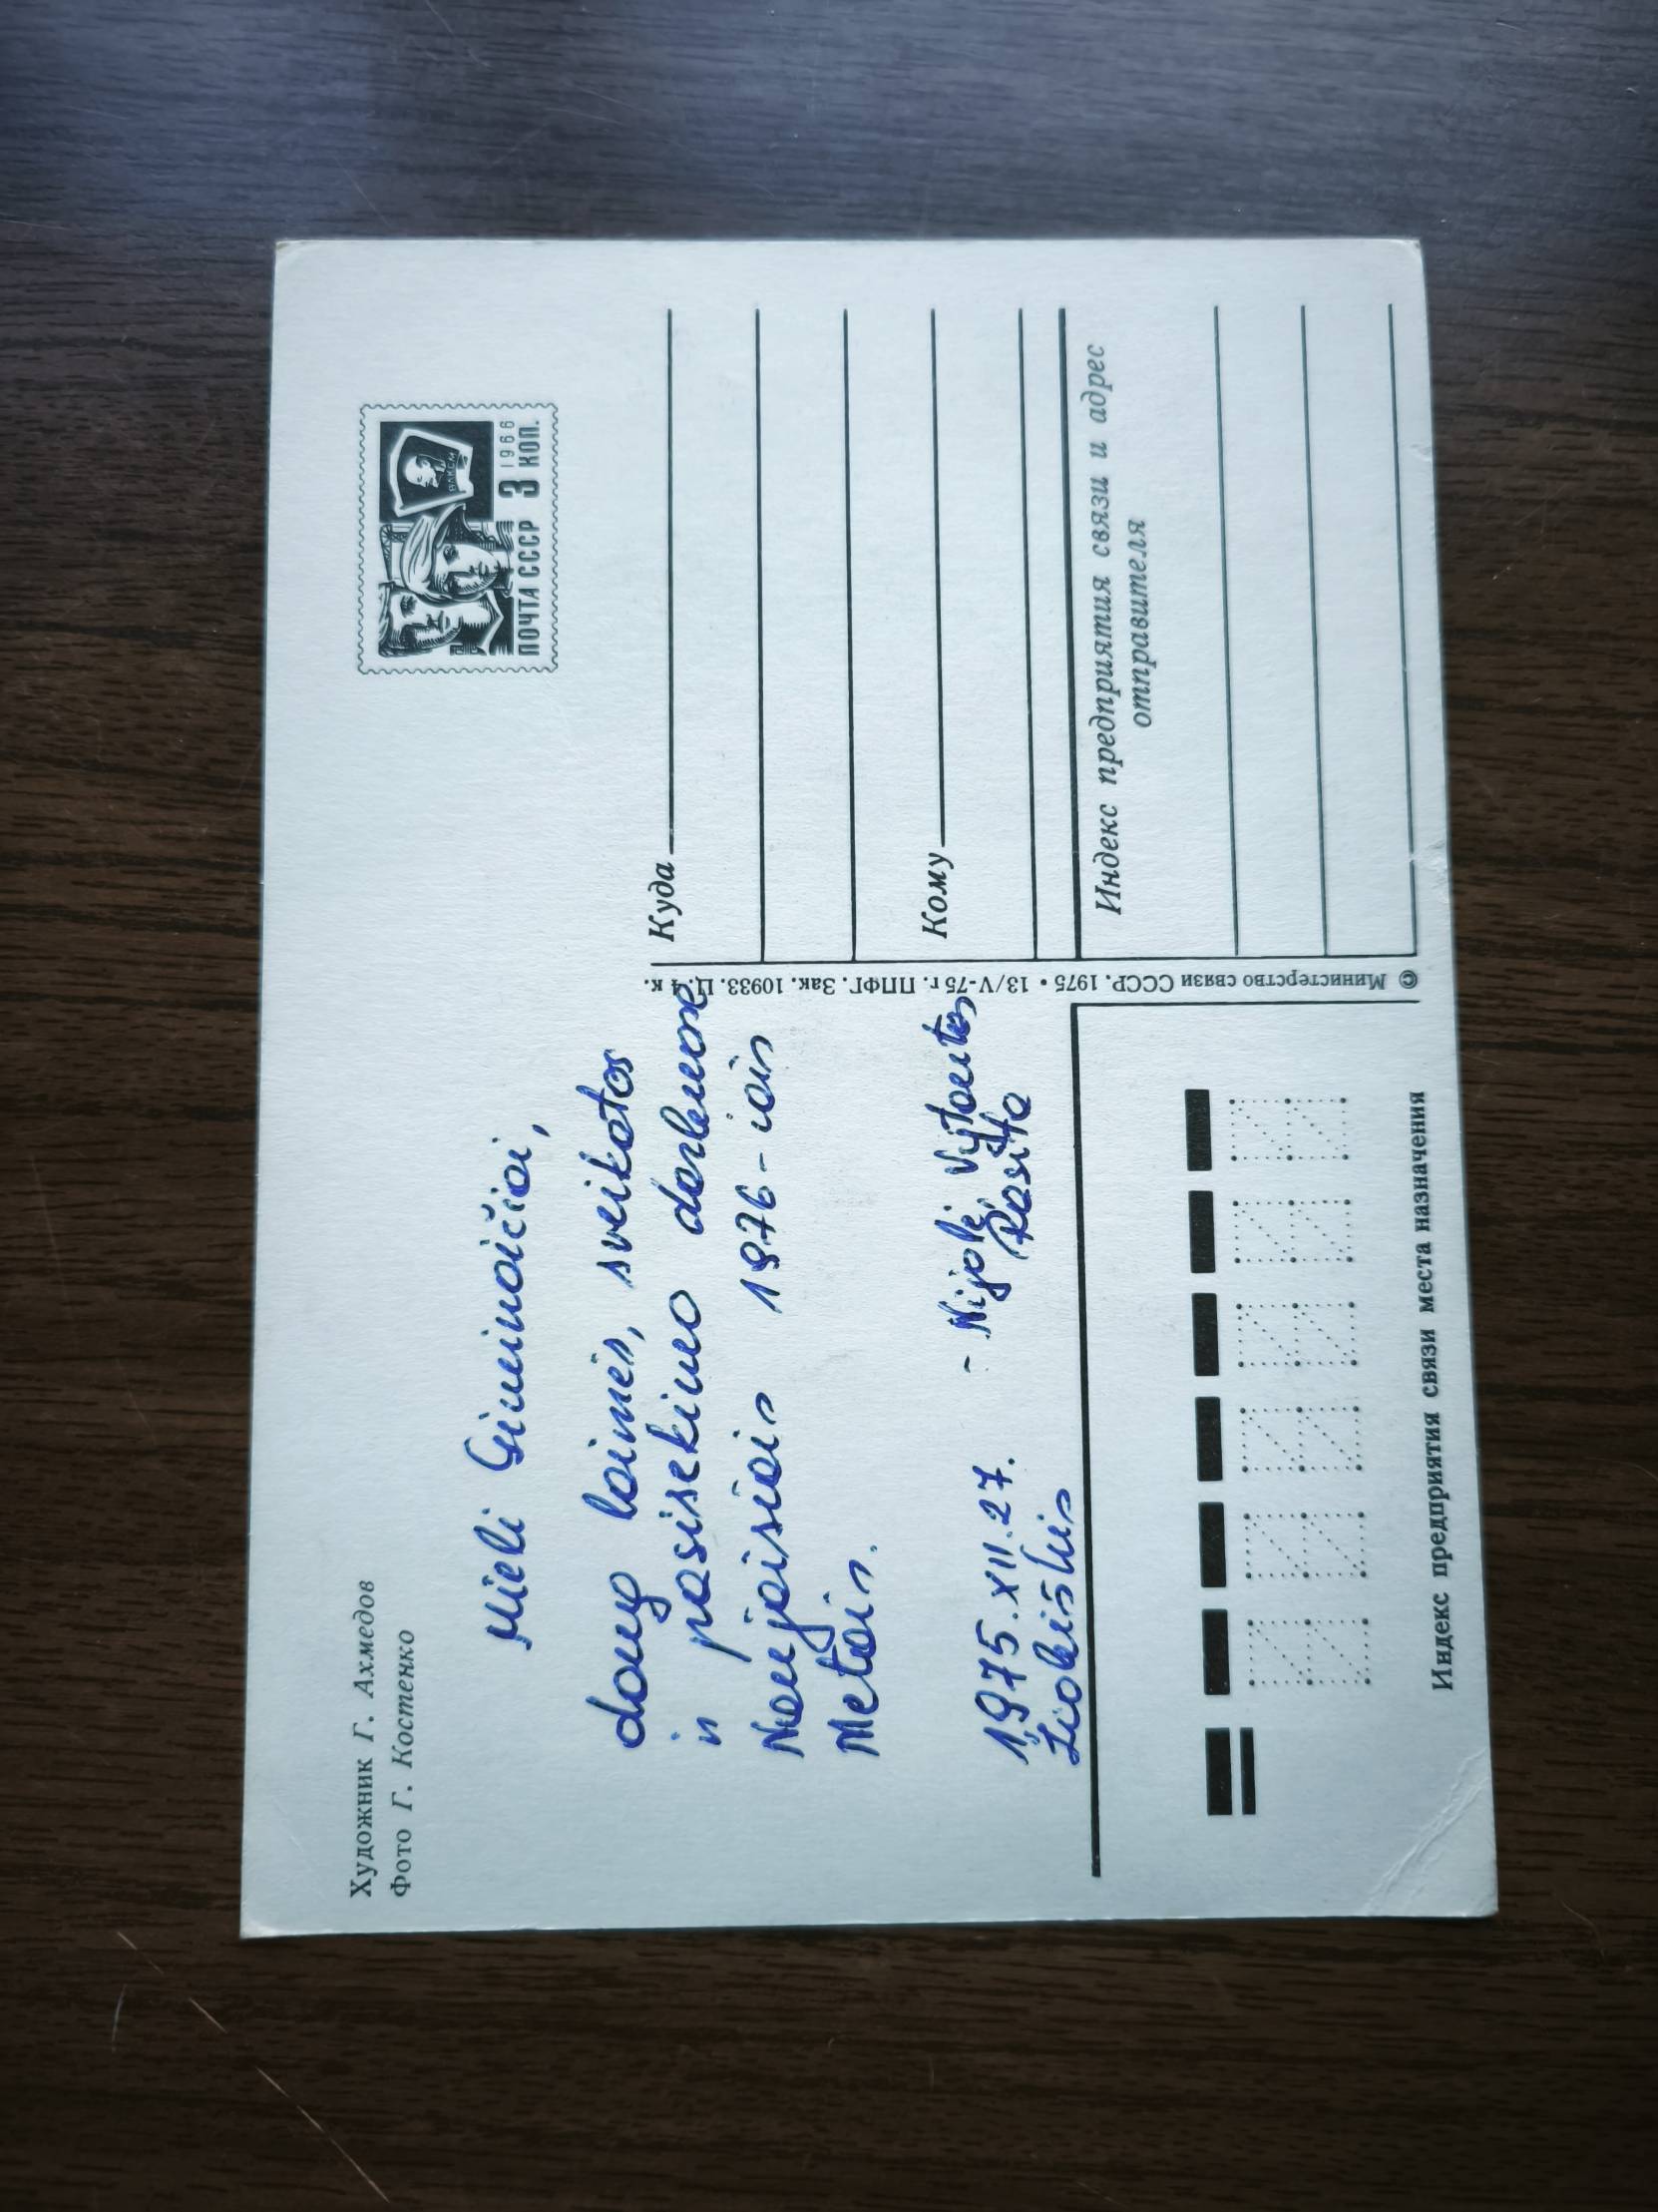 Художник Г. Ахмедов
Фото Г. Костенко
ВЛКСМ
1966
ПОЧТА СССР 3 КОП.
Mieli Giminaičiai,
daug laimės, sveikatos
ir pasisekimo darbuose
Naujaisiais 1976-iais
Metais.
- Nijolė, Vytautas
Rasita
1975.XII.27.
Liobiškis
Куда
Кому
Индекс предприятия связи и адрес
отправителя
© Министерство связи СССР. 1975 • 13/V-75 г. ППФГ. Зак. 10933. Ц. 4 к.
Индекс предприятия связи места назначения